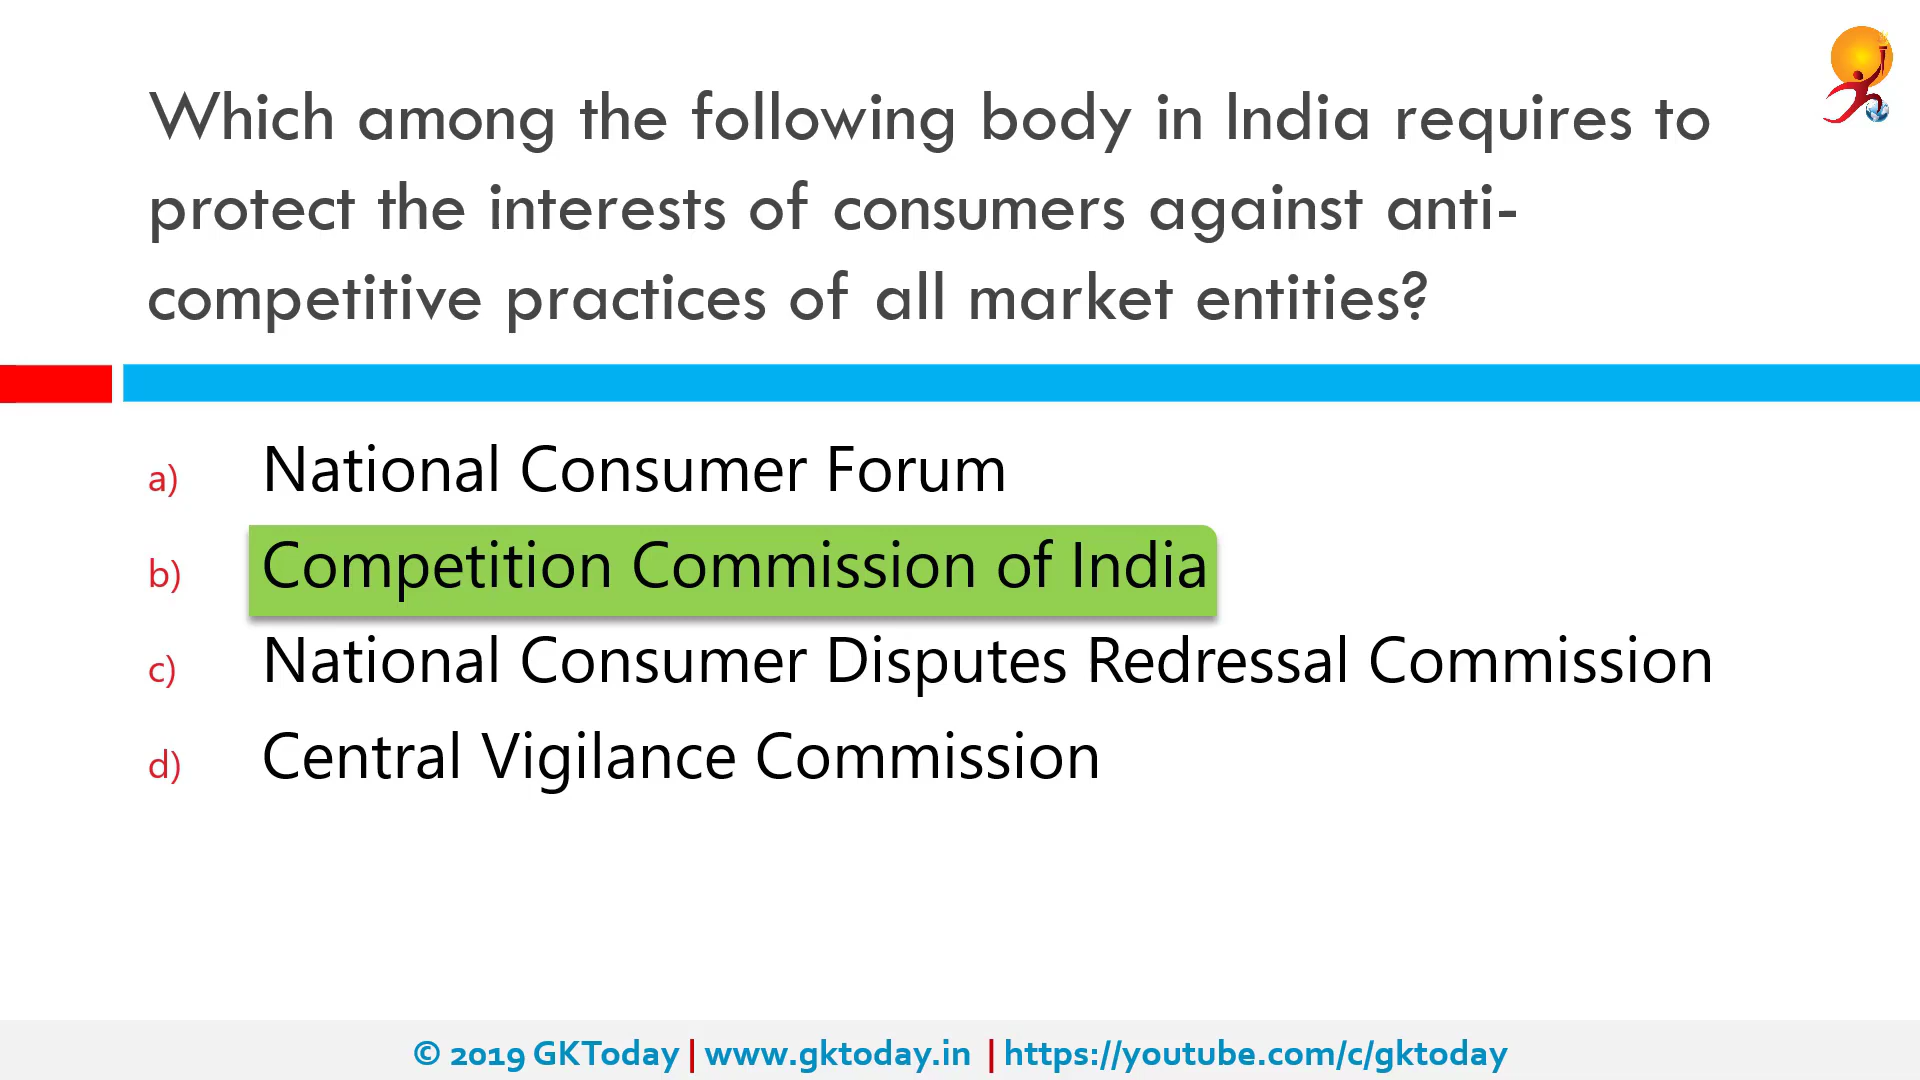 Which among the following body in India requires to
protect the interests of consumers against anti-
competitive practices of all market entities?
a) National Consumer Forum
b) Competition Commission of India
c) National Consumer Disputes Redressal Commission
d) Central Vigilance Commission
© 2019 GKToday | www.gktoday.in | https://youtube.com/c/gktoday